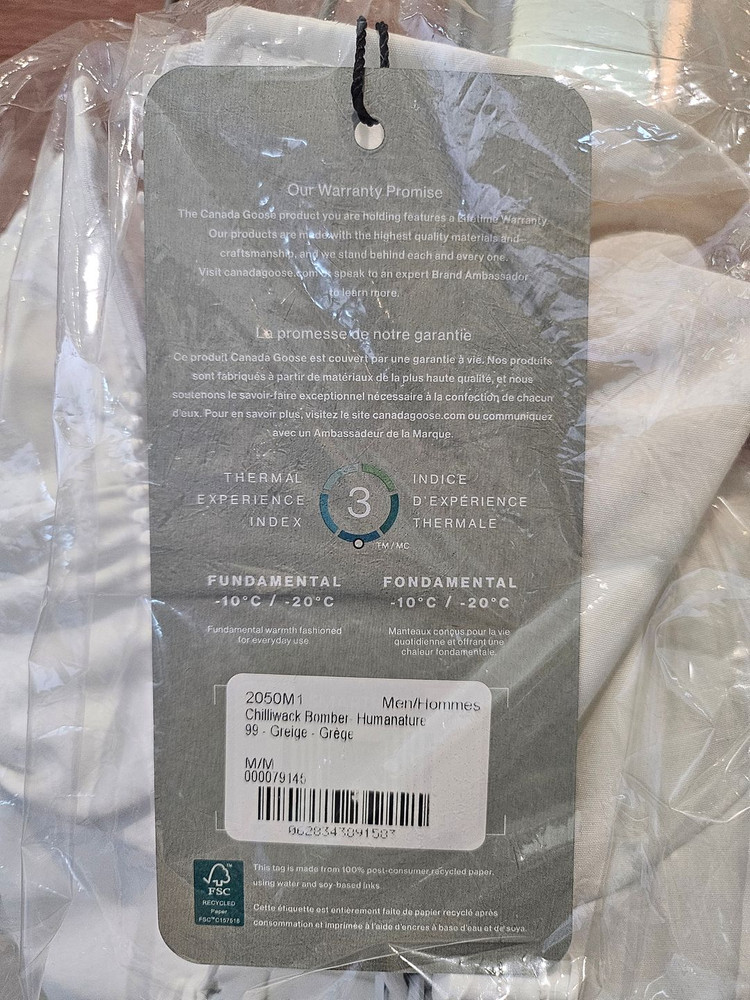 Our Warranty Promise
The Canada Goose product you are holding features a Lifetime Warranty.
Our products are made with the highest quality materials and
craftsmanship, and we stand behind each and every one.
Visit canadagoose.com or speak to an expert Brand Ambassador
to learn more.
La promesse de notre garantie
Ce produit Canada Goose est couvert par une garantie à vie. Nos produits
sont fabriqués à partir de matériaux de la plus haute qualité, et nous
soutenons le savoir-faire exceptionnel nécessaire à la confection de chacun
d'eux. Pour en savoir plus, visitez le site canadagoose.com ou communiquez
avec un Ambassadeur de la Marque.
THERMAL EXPERIENCE INDEX
3
INDICE D'EXPÉRIENCE THERMALE
TM/MC
FUNDAMENTAL
-10°C / -20°C
Fundamental warmth fashioned
for everyday use.
FONDAMENTAL
-10°C / -20°C
Manteaux conçus pour la vie
quotidienne et offrant une
chaleur fondamentale.
2050M1 Men/Hommes
Chilliwack Bomber- Humanature
99 - Greige - Grège
M/M
000079145
0628343891583
FSC
RECYCLED
Paper
FSC™ C157518
This tag is made from 100% post-consumer recycled paper,
using water and soy-based inks.
Cette étiquette est entièrement faite de papier recyclé après
consommation et imprimée à l'aide d'encres à base d'eau et de soya.